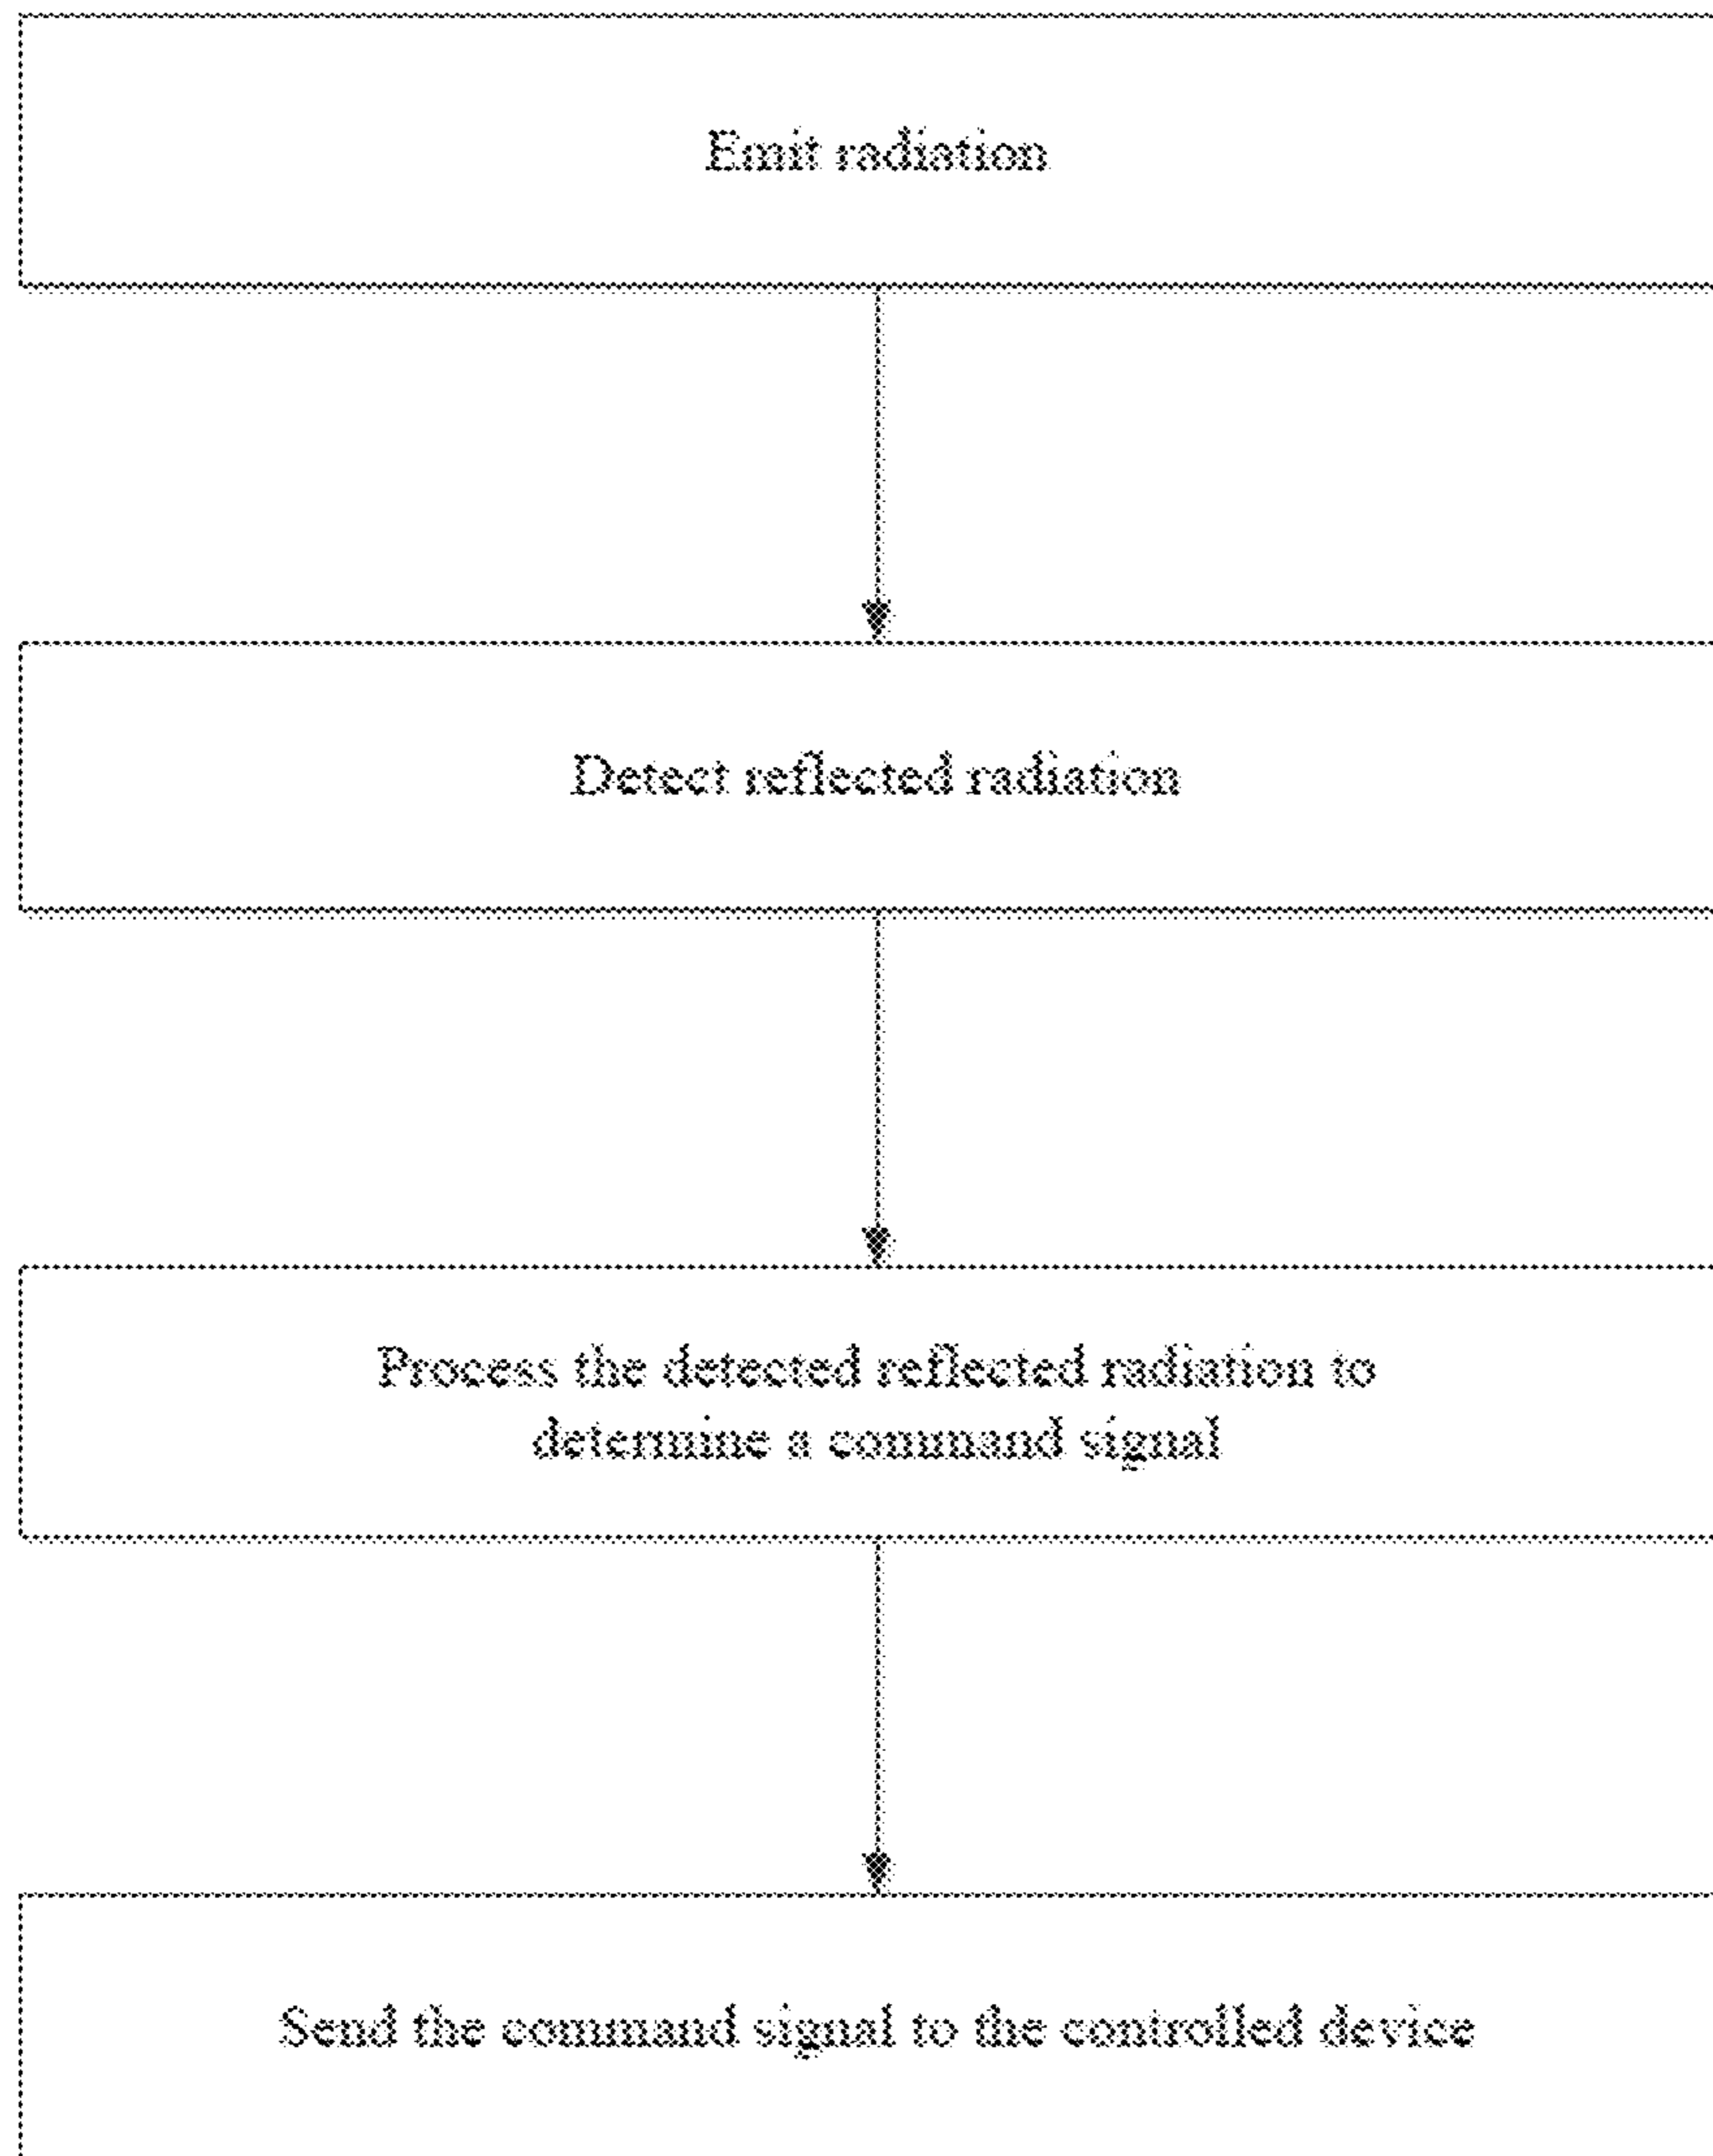 Emit radiation
Detect reflected radiation
Process the detected reflected radiation to
determine a command signal
Send the command signal to the controlled device